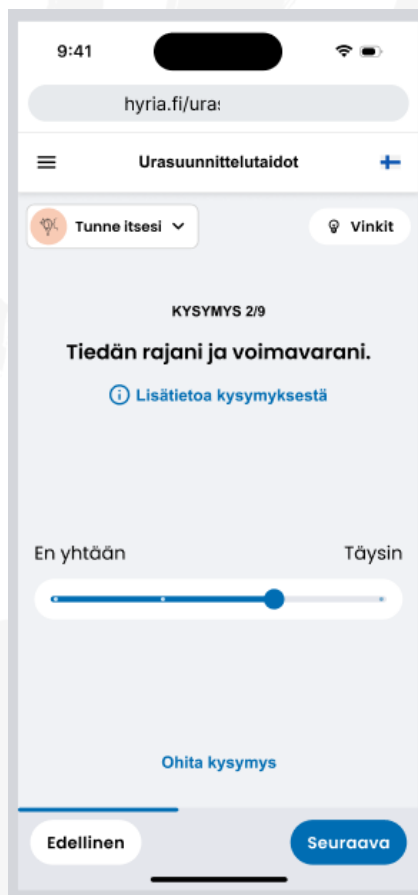 9:41
hyria.fi/ura
Urasuunnittelutaidot
Tunne itsesi
Vinkit
KYSYMYS 2/9
Tiedän rajani ja voimavarani.
Lisätietoa kysymyksestä
En yhtään
Täysin
Ohita kysymys
Edellinen
Seuraava